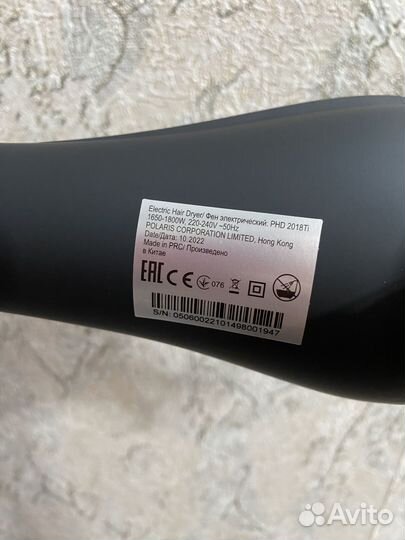 Electric Hair Dryer/ Фен электрический: PHD 2018Ti
1650-1800W, 220-240V ~50Hz
POLARIS CORPORATION LIMITED, Hong Kong
Date/Дата: 10.2022
Made in PRC/ Произведено
в Китае
EAC CE 076
S/N: 05060022101498001947
Avito